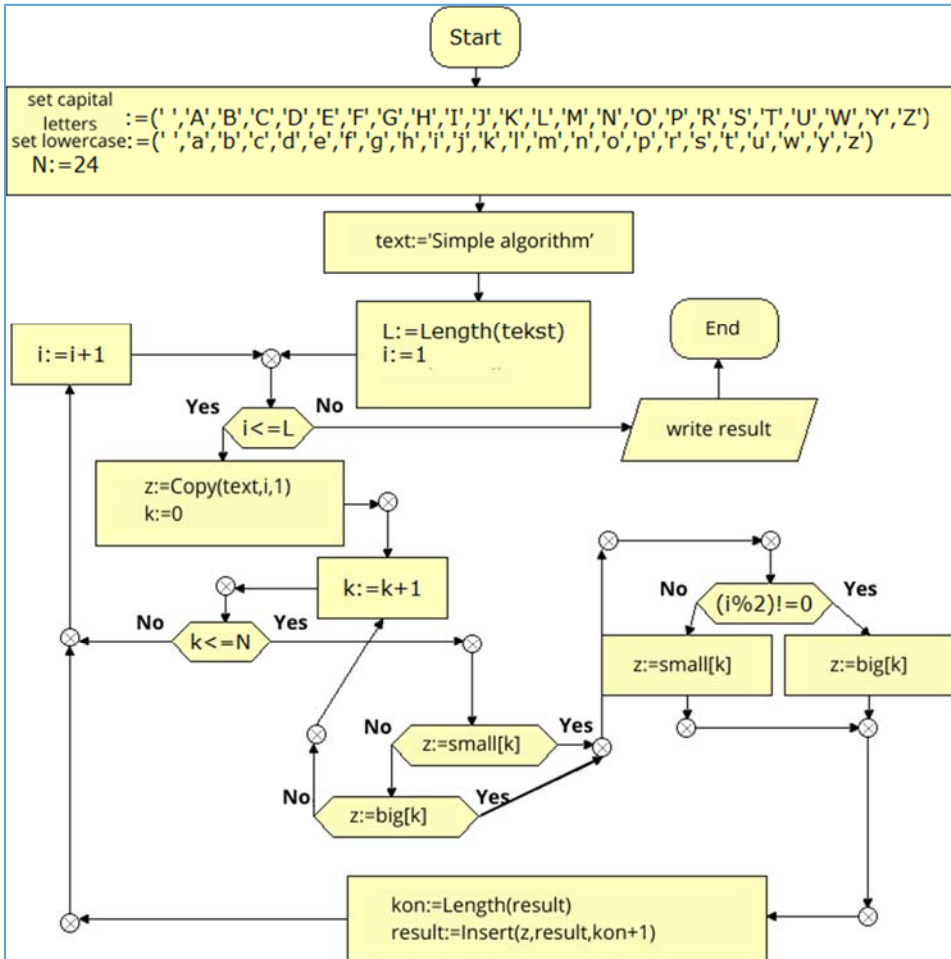 Start
set capital
letters :=(' ','A','B','C','D','E','F','G','H','I','J','K','L','M','N','O','P','R','S','T','U','W','Y','Z')
set lowercase:=(' ','a','b','c','d','e','f','g','h','i','j','k','l','m','n','o','p','r','s','t','u','w','y','z')
N:=24
text:='Simple algorithm’
L:=Length(tekst)
i:=1
End
i:=i+1
Yes
No
i<=L
write result
z:=Copy(text,i,1)
k:=0
k:=k+1
No
Yes
(i%2)!=0
No
Yes
k<=N
z:=small[k]
z:=big[k]
No
Yes
z:=small[k]
No
Yes
z:=big[k]
kon:=Length(result)
result:=Insert(z,result,kon+1)